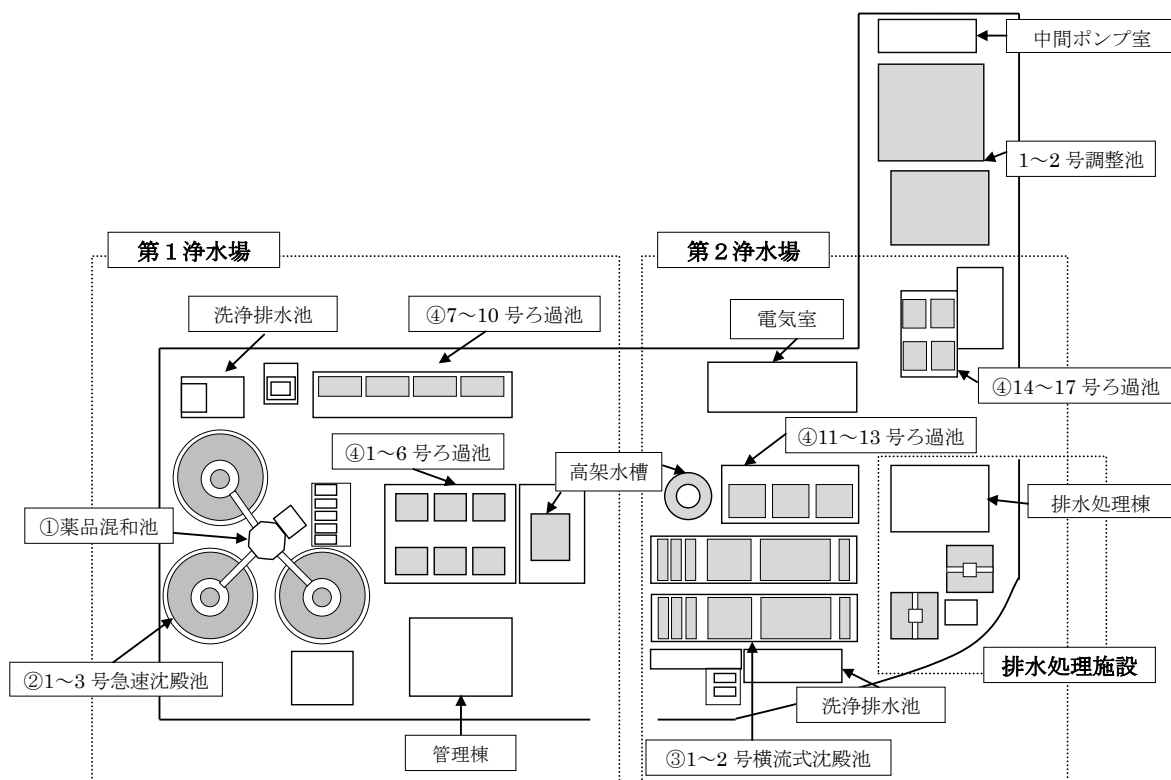 中間ポンプ室
1～2 号調整池
第１浄水場
第２浄水場
洗浄排水池
④7～10 号ろ過池
電気室
④14～17 号ろ過池
④1～6 号ろ過池
④11～13 号ろ過池
高架水槽
排水処理棟
①薬品混和池
②1～3 号急速沈殿池
排水処理施設
洗浄排水池
管理棟
③1～2 号横流式沈殿池